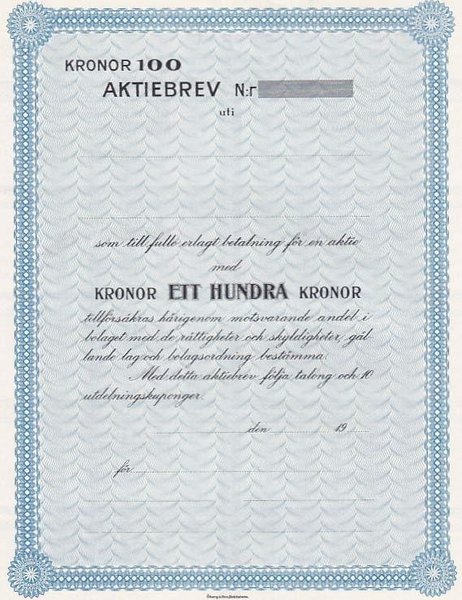 KRONOR 100
AKTIEBREV N:r
uti
som till fullo erlagt betalning för en aktie
med
KRONOR ETT HUNDRA KRONOR
tillförsäkras härigenom motsvarande andel i
bolaget med de rättigheter och skyldigheter, gäl-
lande lag och bolagsordning bestämma.
Med detta aktiebrev följa talong och 10
utdelningskuponger.
den 19
för